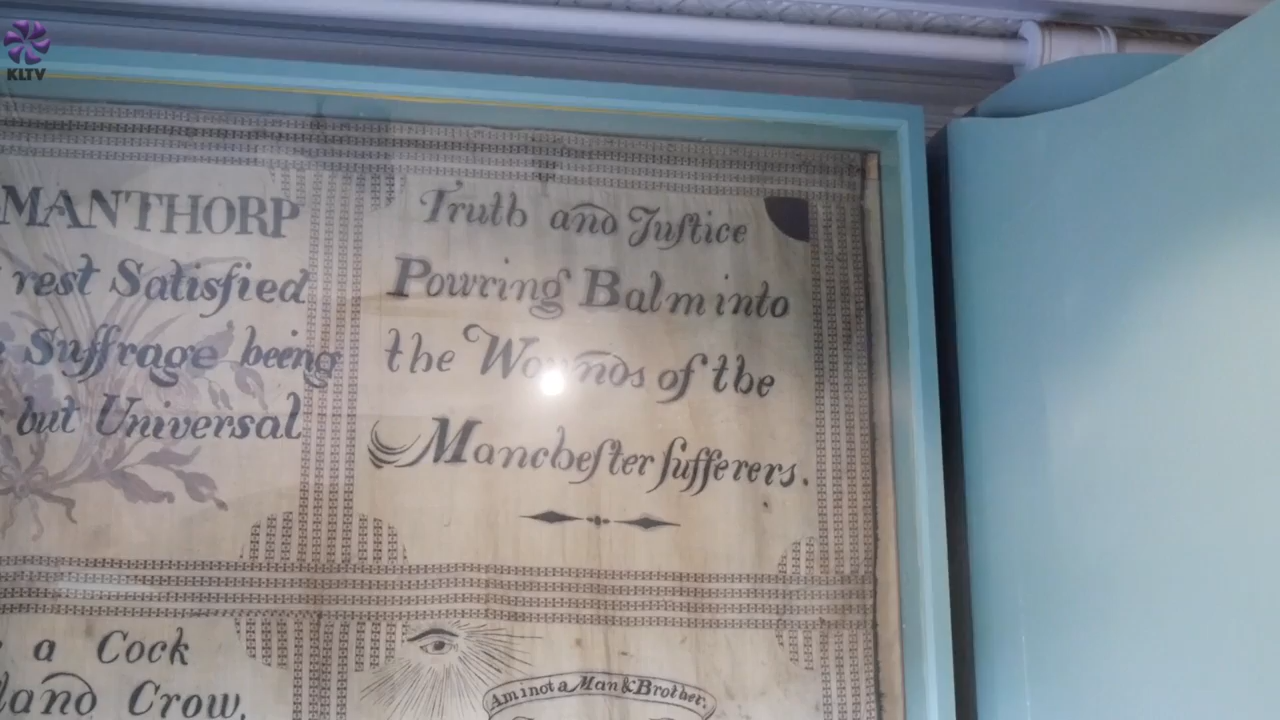 KLTV
MANTHORP
rest Satisfied
Suffrage being
but Universal
Truth and Juſtice
Powring Balm into
the Wounds of the
Mancheſter ſufferers.
a Cock
land Crow.
Am i not a Man & Brother.